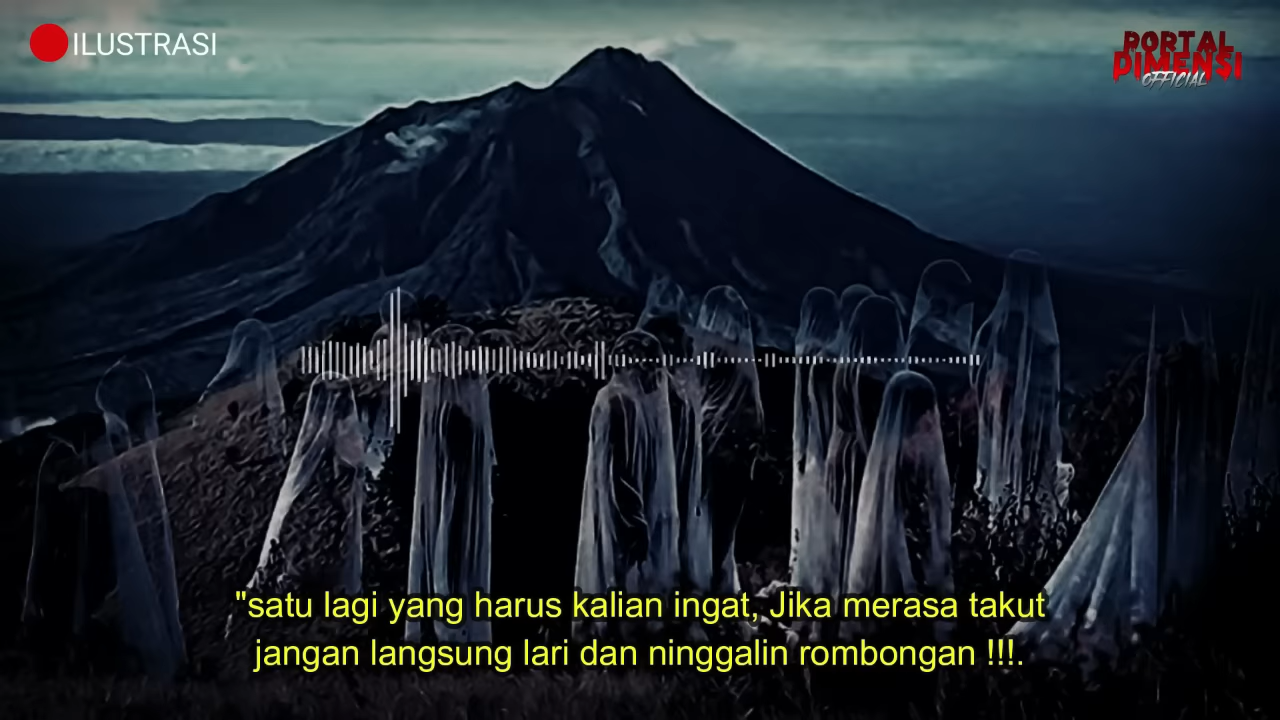 ILUSTRASI
PORTAL
DIMENSI
OFFICIAL
"satu lagi yang harus kalian ingat, Jika merasa takut
jangan langsung lari dan ninggalin rombongan !!!.